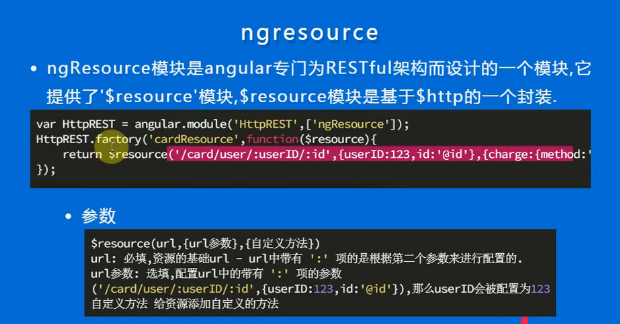 ngresource
• ngResource模块是angular专门为RESTful架构而设计的一个模块,它
提供了'$resource'模块,$resource模块是基于$http的一个封装.
var HttpREST = angular.module('HttpREST',['ngResource']);
HttpREST.factory('cardResource',function($resource){
return $resource('/card/user/:userID/:id',{userID:123,id:'@id'},{charge:{method:'
});
• 参数
$resource(url,{url参数},{自定义方法})
url: 必填,资源的基础url - url中带有 ':' 项的是根据第二个参数来进行配置的.
url参数: 选填,配置url中的带有 ':' 项的参数
('/card/user/:userID/:id',{userID:123,id:'@id'}),那么userID会被配置为123
自定义方法 给资源添加自定义的方法